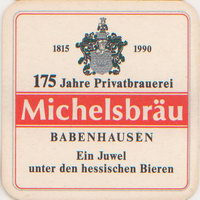 1815 1990
175 Jahre Privatbrauerei
Michelsbräu
BABENHAUSEN
Ein Juwel
unter den hessischen Bieren